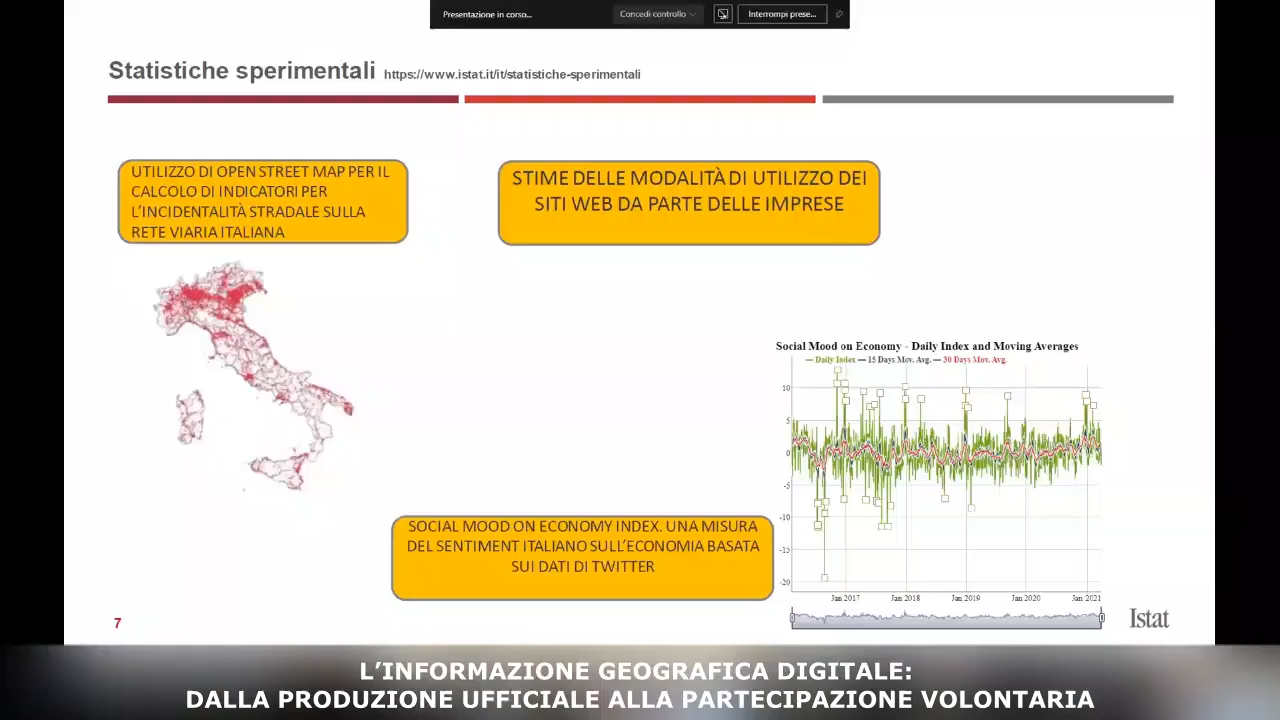 Presentazione in corso...
Concedi controllo
Interrompi prese...
Statistiche sperimentali https://www.istat.it/it/statistiche-sperimentali
UTILIZZO DI OPEN STREET MAP PER IL
CALCOLO DI INDICATORI PER
L'INCIDENTALITÀ STRADALE SULLA
RETE VIARIA ITALIANA
STIME DELLE MODALITÀ DI UTILIZZO DEI
SITI WEB DA PARTE DELLE IMPRESE
Social Mood on Economy - Daily Index and Moving Averages
— Daily Index — 15 Days Mov. Avg. — 30 Days Mov. Avg.
10
5
0
-5
-10
-15
-20
Jan 2017 Jan 2018 Jan 2019 Jan 2020 Jan 2021
SOCIAL MOOD ON ECONOMY INDEX. UNA MISURA
DEL SENTIMENT ITALIANO SULL'ECONOMIA BASATA
SUI DATI DI TWITTER
7
Istat
L'INFORMAZIONE GEOGRAFICA DIGITALE:
DALLA PRODUZIONE UFFICIALE ALLA PARTECIPAZIONE VOLONTARIA